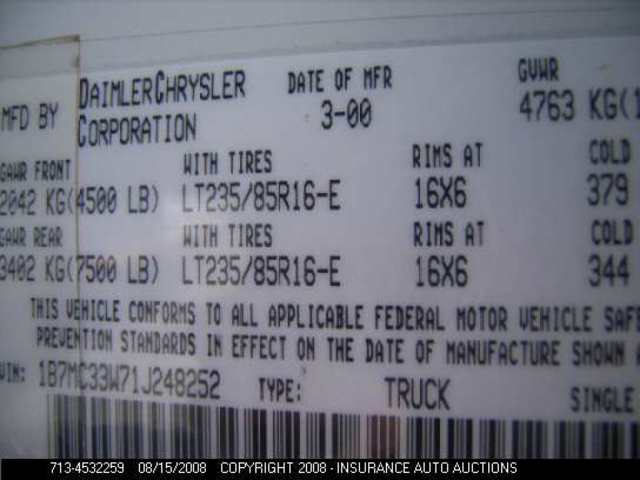 MFD BY DAIMLERCHRYSLER CORPORATION DATE OF MFR 3-00 GVWR 4763 KG(1
GAWR FRONT WITH TIRES RIMS AT COLD
2042 KG(4500 LB) LT235/85R16-E 16X6 379
GAWR REAR WITH TIRES RIMS AT COLD
3402 KG(7500 LB) LT235/85R16-E 16X6 344
THIS VEHICLE CONFORMS TO ALL APPLICABLE FEDERAL MOTOR VEHICLE SAFE
PREVENTION STANDARDS IN EFFECT ON THE DATE OF MANUFACTURE SHOWN A
VIN: 1B7MC33W71J248252 TYPE: TRUCK SINGLE
713-4532259 08/15/2008 COPYRIGHT 2008 - INSURANCE AUTO AUCTIONS